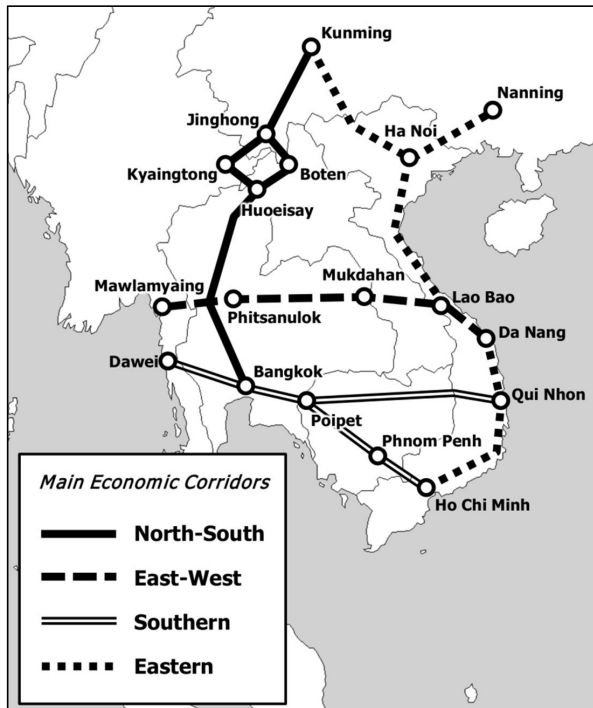 Kunming
Nanning
Jinghong
Ha Noi
Kyaingtong
Boten
Huoeisay
Mawlamyaing
Mukdahan
Phitsanulok
Lao Bao
Da Nang
Dawei
Bangkok
Qui Nhon
Poipet
Phnom Penh
Ho Chi Minh
Main Economic Corridors
North-South
East-West
Southern
Eastern